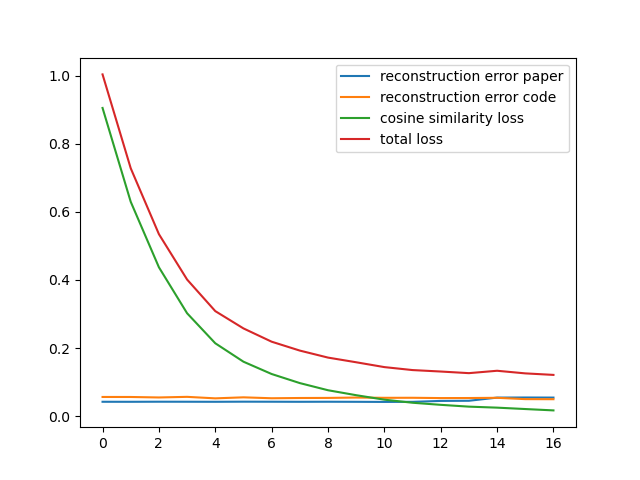 reconstruction error paper
reconstruction error code
cosine similarity loss
total loss
1.0
0.8
0.6
0.4
0.2
0.0
0 2 4 6 8 10 12 14 16